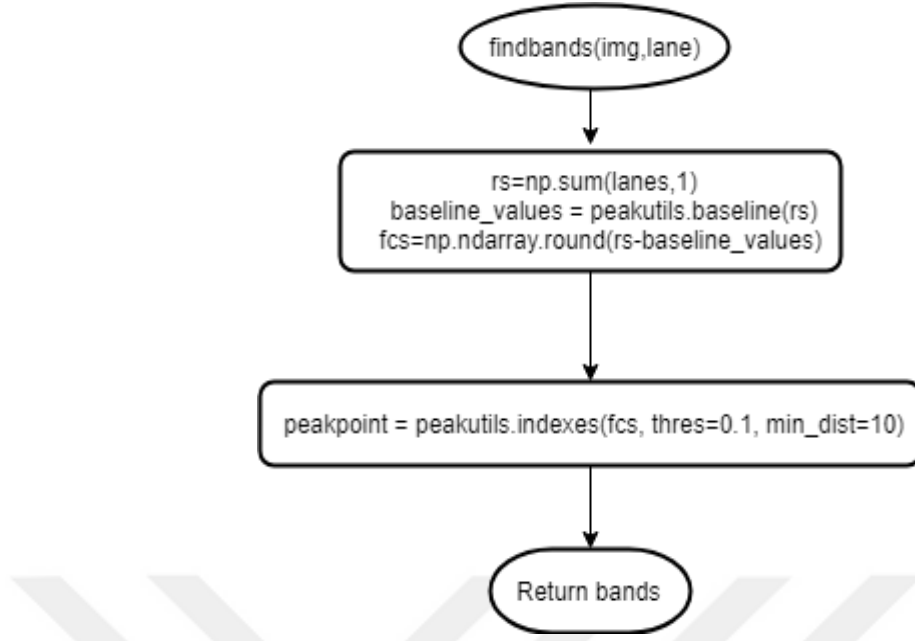 findbands(img,lane)
rs=np.sum(lanes,1)
baseline_values = peakutils.baseline(rs)
fcs=np.ndarray.round(rs-baseline_values)
peakpoint = peakutils.indexes(fcs, thres=0.1, min_dist=10)
Return bands